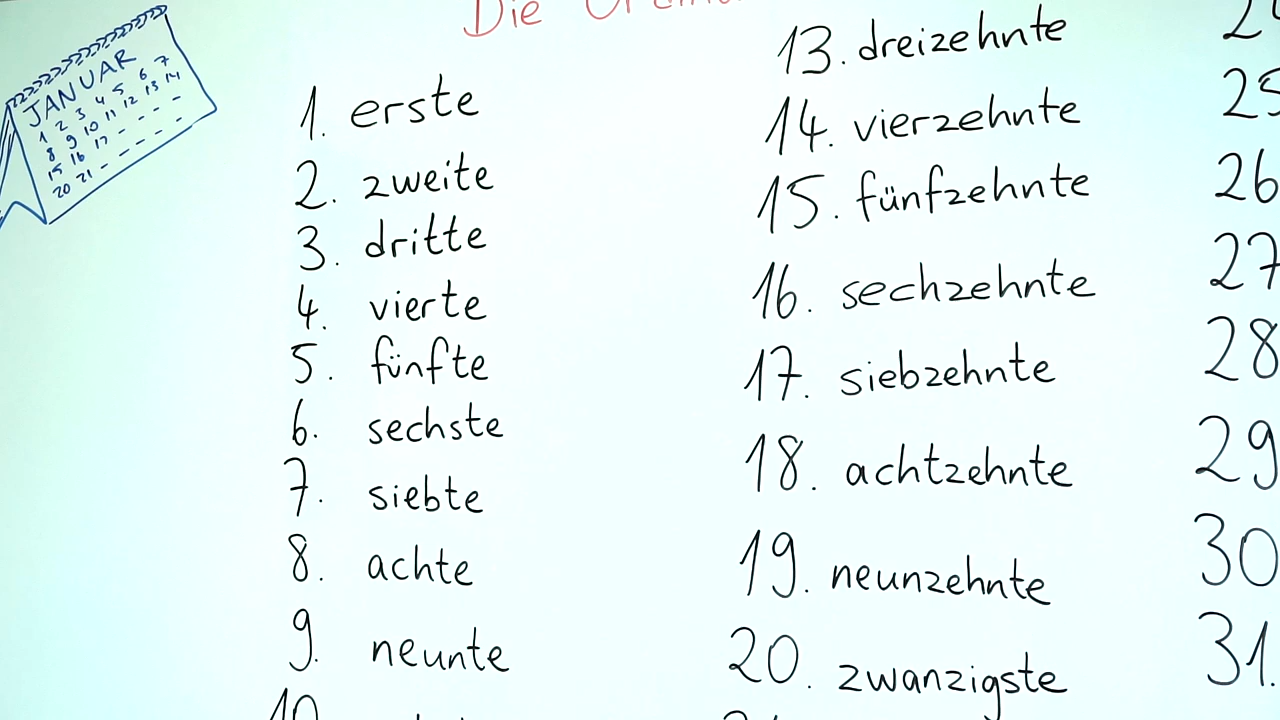 Die
JANUAR
1 2 3 4 5 6 7
8 9 10 11 12 13 14
15 16 17 - - - -
20 21 - - - - -
1. erste
2. zweite
3. dritte
4. vierte
5. fünfte
6. sechste
7. siebte
8. achte
9. neunte
10
13. dreizehnte
14. vierzehnte
15. fünfzehnte
16. sechzehnte
17. siebzehnte
18. achtzehnte
19. neunzehnte
20. zwanzigste
25
26
27
28
29
30
31.